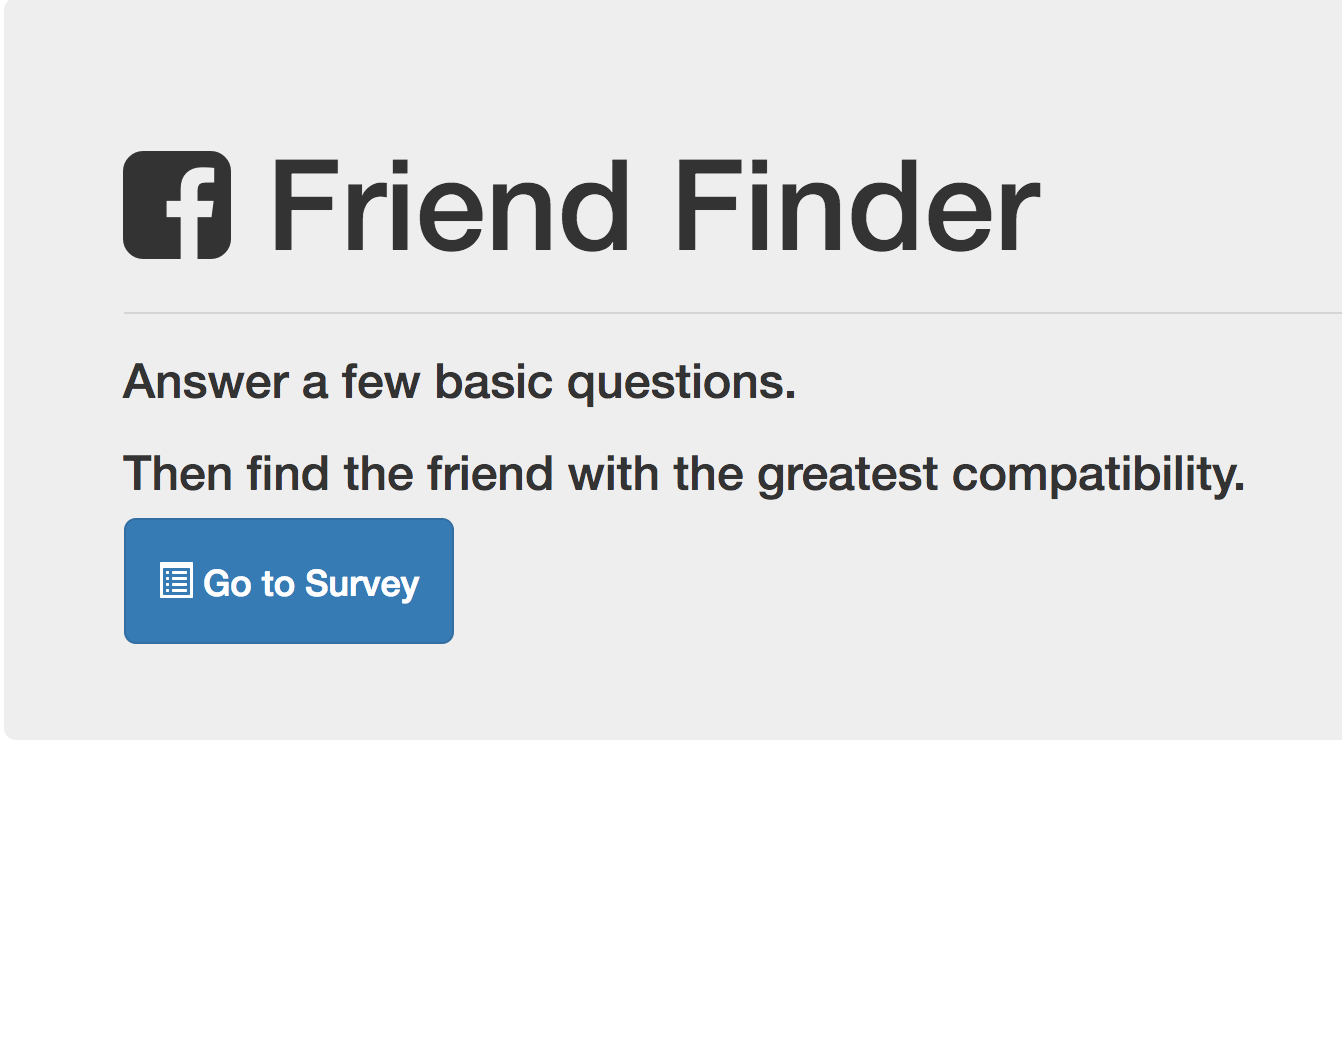 Friend Finder
Answer a few basic questions.
Then find the friend with the greatest compatibility.
Go to Survey